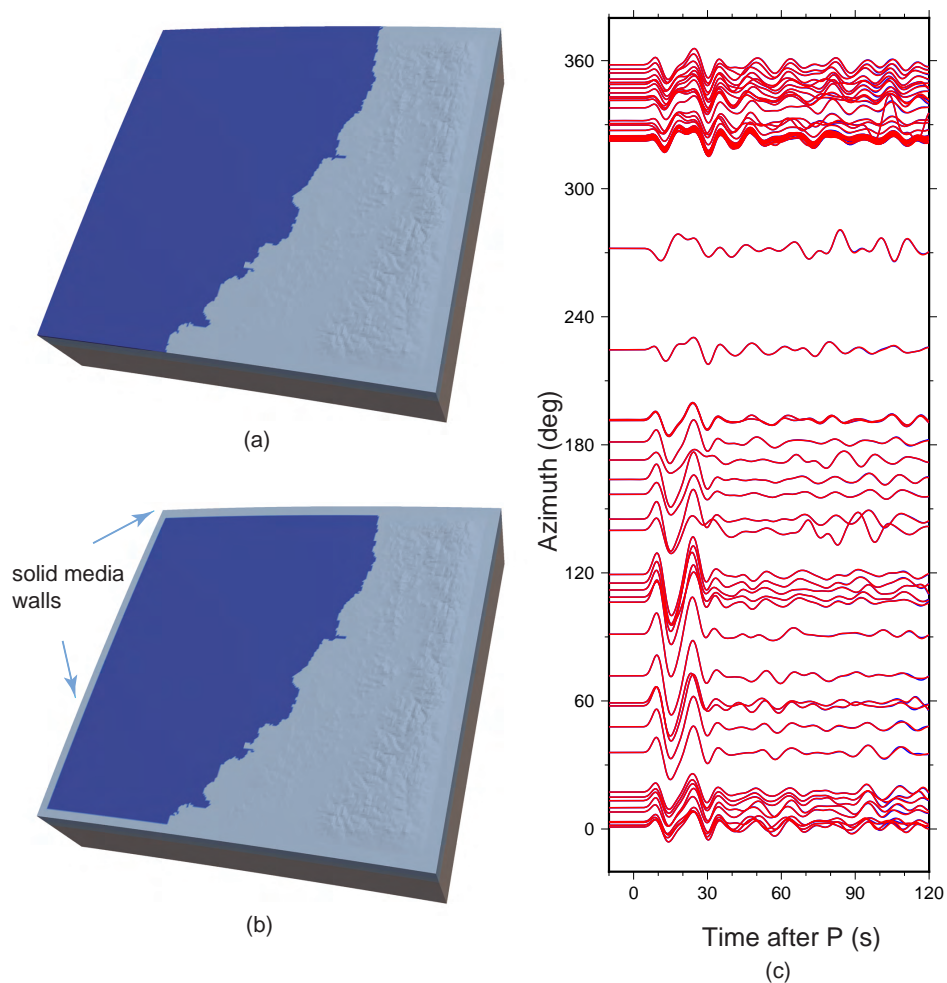 (a)
solid media
walls
(b)
Azimuth (deg)
360
300
240
180
120
60
0
0 30 60 90 120
Time after P (s)
(c)